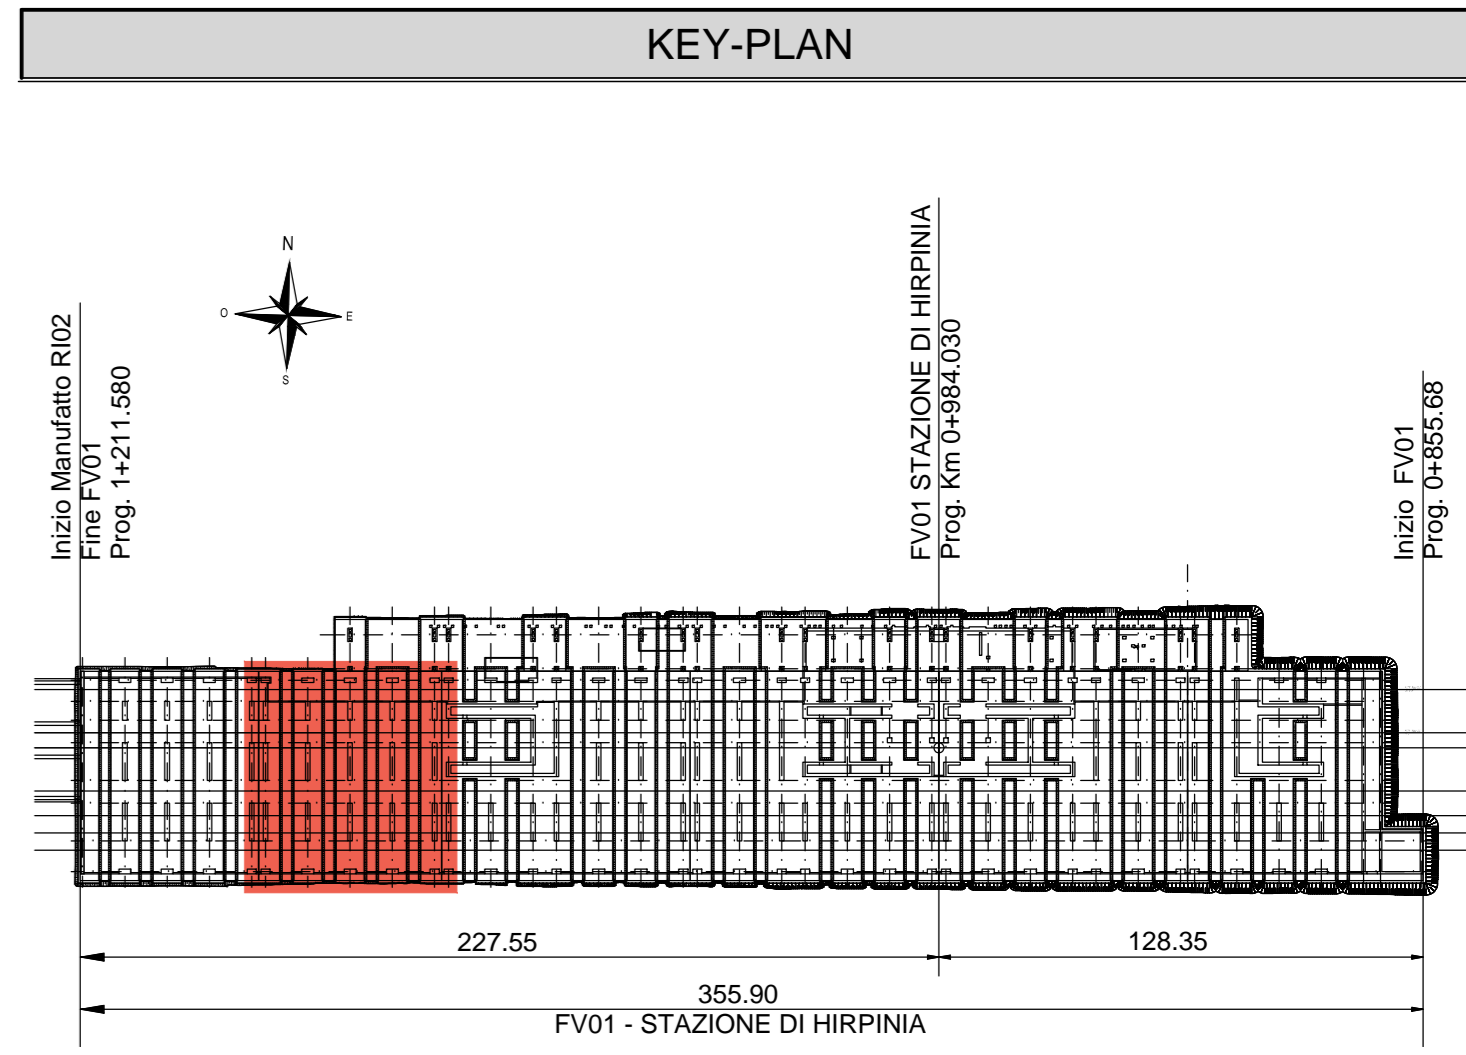 KEY-PLAN
N
O
E
S
Inizio Manufatto RI02
Fine FV01
Prog. 1+211.580
FV01 STAZIONE DI HIRPINIA
Prog. Km 0+984.030
Inizio FV01
Prog. 0+855.68
227.55
128.35
355.90
FV01 - STAZIONE DI HIRPINIA